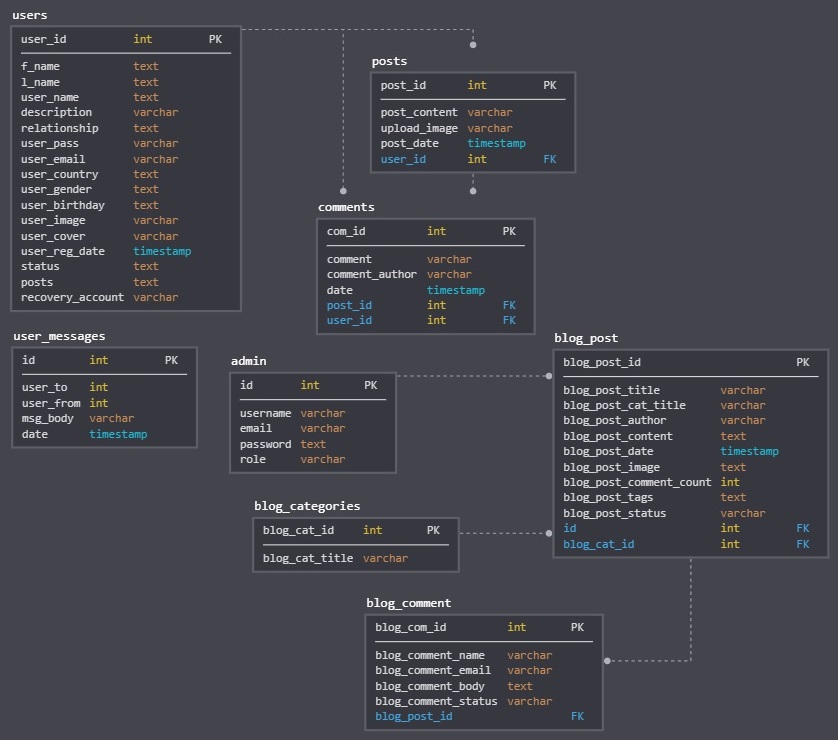 users
user_id int PK
f_name text
l_name text
user_name text
description varchar
relationship text
user_pass varchar
user_email varchar
user_country text
user_gender text
user_birthday text
user_image varchar
user_cover varchar
user_reg_date timestamp
status text
posts text
recovery_account varchar
posts
post_id int PK
post_content varchar
upload_image varchar
post_date timestamp
user_id int FK
comments
com_id int PK
comment varchar
comment_author varchar
date timestamp
post_id int FK
user_id int FK
user_messages
id int PK
user_to int
user_from int
msg_body varchar
date timestamp
admin
id int PK
username varchar
email varchar
password text
role varchar
blog_post
blog_post_id PK
blog_post_title varchar
blog_post_cat_title varchar
blog_post_author varchar
blog_post_content text
blog_post_date timestamp
blog_post_image text
blog_post_comment_count int
blog_post_tags text
blog_post_status varchar
id int FK
blog_cat_id int FK
blog_categories
blog_cat_id int PK
blog_cat_title varchar
blog_comment
blog_com_id int PK
blog_comment_name varchar
blog_comment_email varchar
blog_comment_body text
blog_comment_status varchar
blog_post_id FK